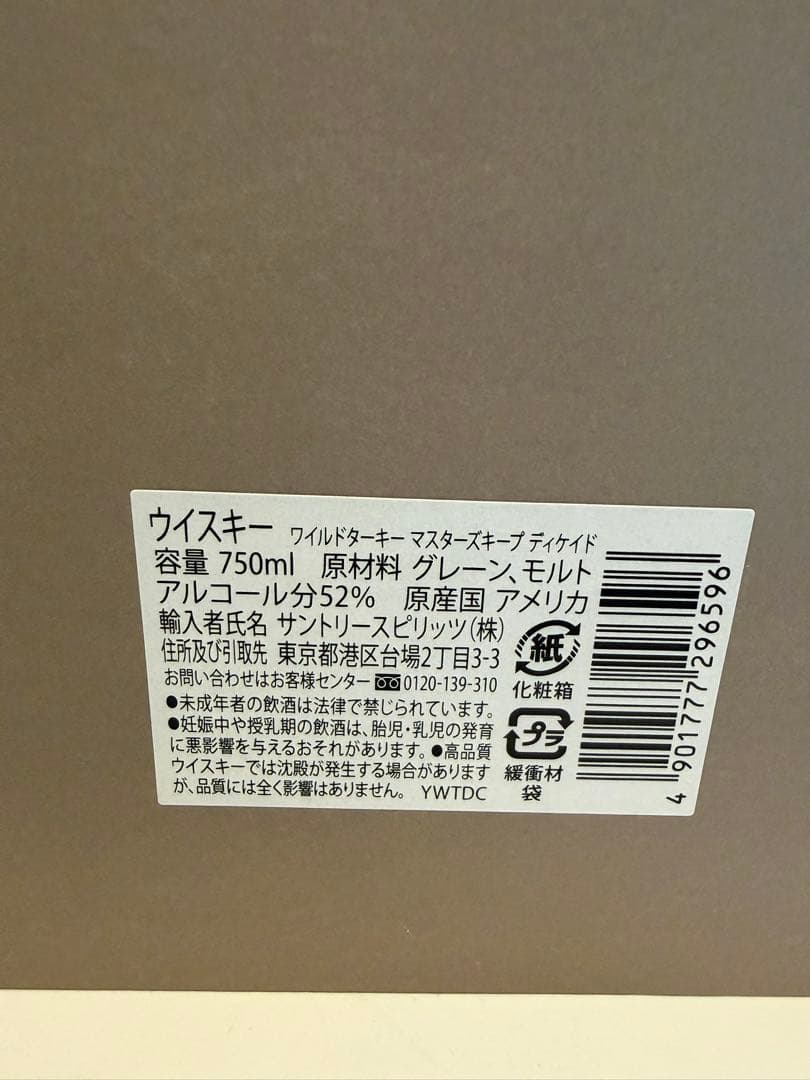 ウイスキー ワイルドターキー マスターズキープ ディケイド
容量 750ml 原材料 グレーン、モルト
アルコール分52% 原産国 アメリカ
輸入者氏名 サントリースピリッツ(株)
住所及び引取先 東京都港区台場2丁目3-3
お問い合わせはお客様センター 0120-139-310
●未成年者の飲酒は法律で禁じられています。
●妊娠中や授乳期の飲酒は、胎児・乳児の発育
に悪影響を与えるおそれがあります。●高品質
ウイスキーでは沈殿が発生する場合があります
が、品質には全く影響はありません。 YWTDC
紙
化粧箱
プラ
緩衝材
袋
4 901777 296596